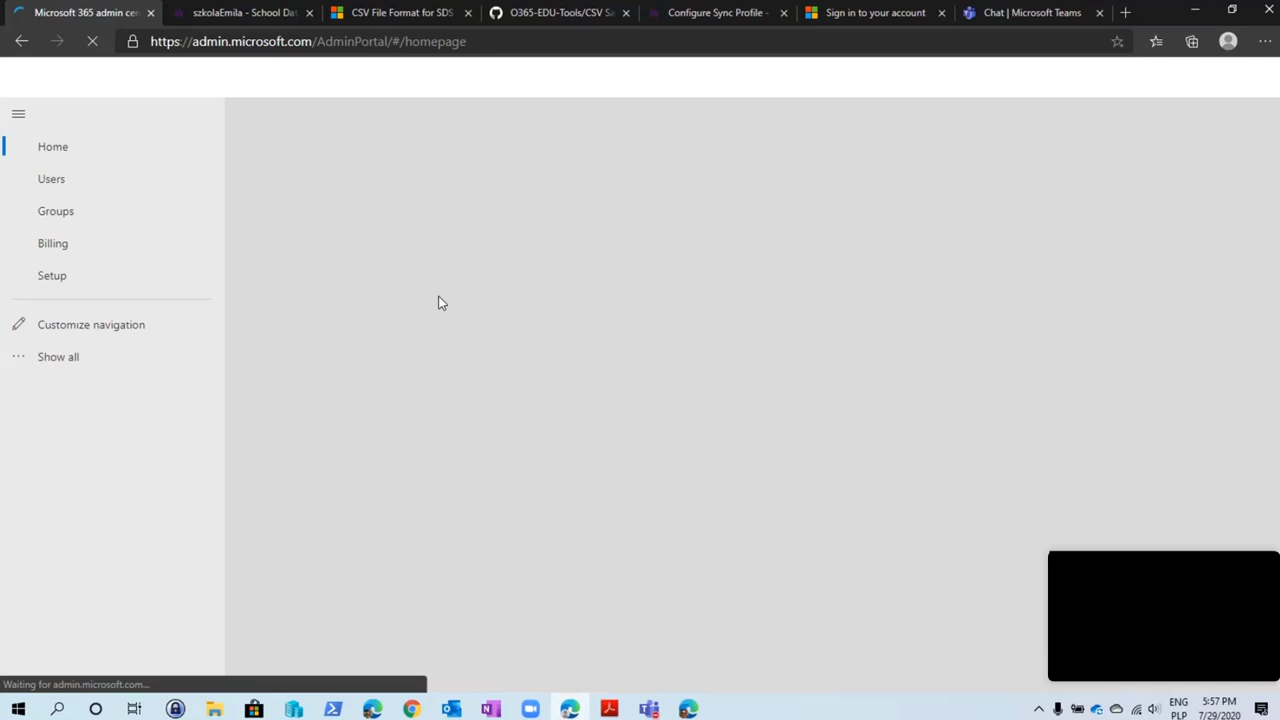 Microsoft 365 admin cen
szkolaEmila - School Dat
CSV File Format for SDS
O365-EDU-Tools/CSV Sa
Configure Sync Profile -
Sign in to your account
Chat | Microsoft Teams
https://admin.microsoft.com/AdminPortal/#/homepage
Home
Users
Groups
Billing
Setup
Customize navigation
Show all
Waiting for admin.microsoft.com...
ENG
PLP
5:57 PM
7/29/2020